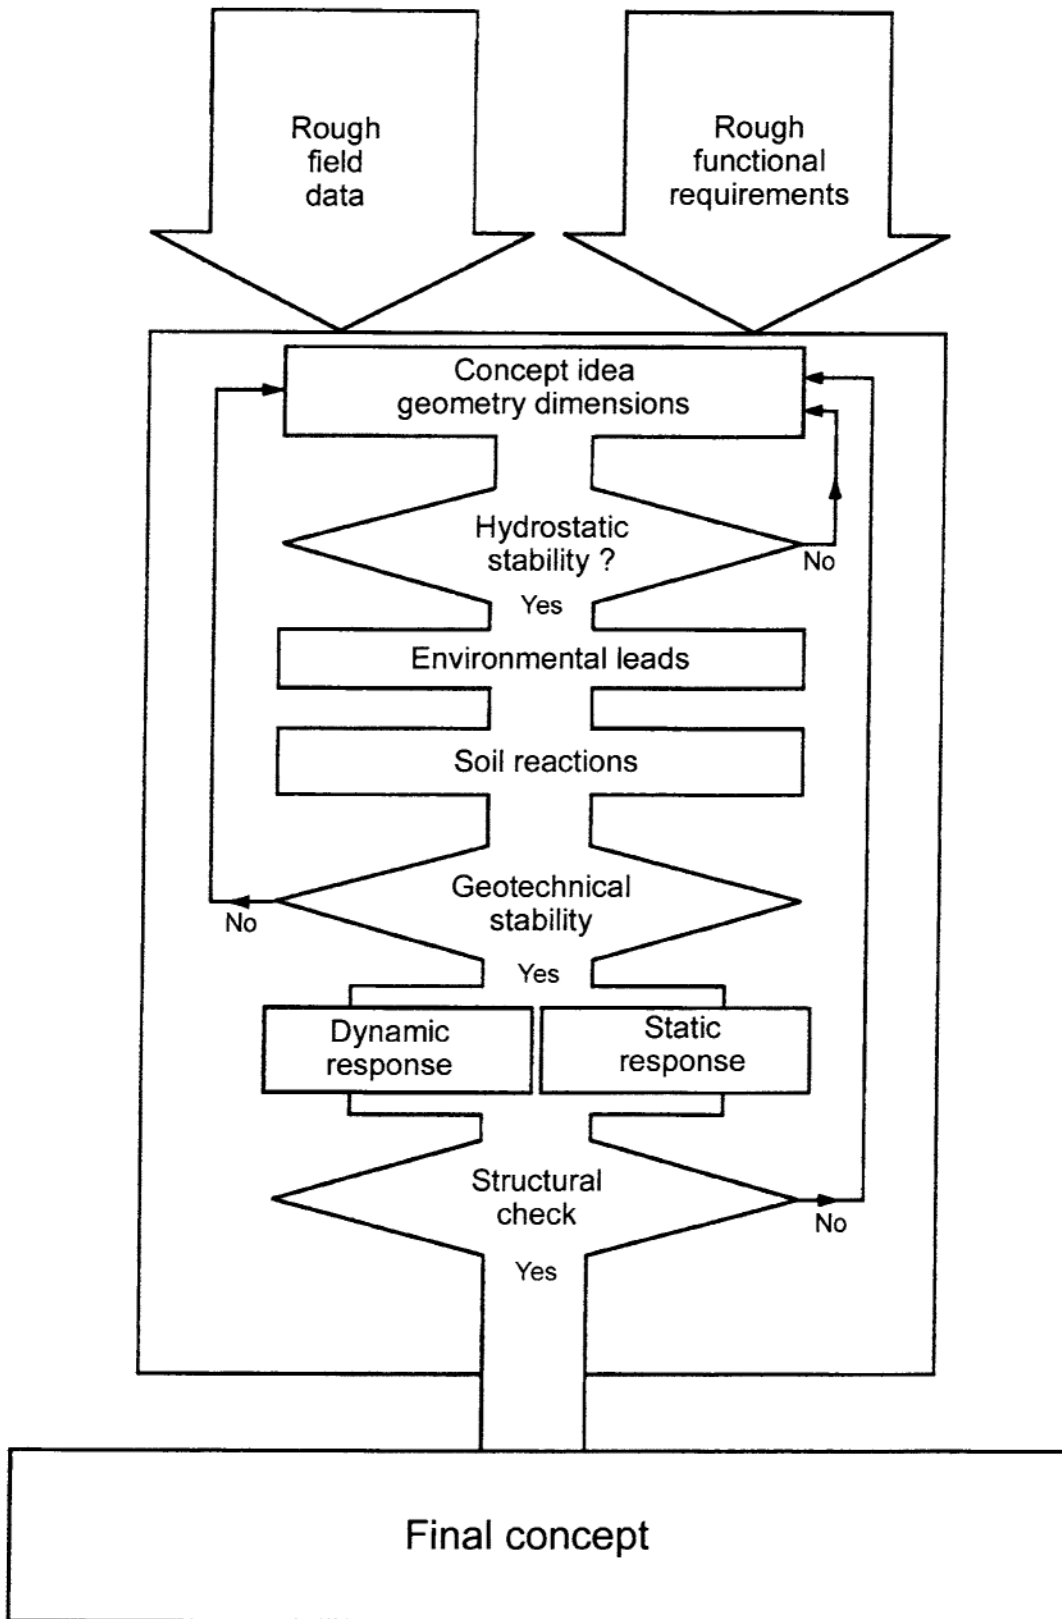 Rough
field
data
Rough
functional
requirements
Concept idea
geometry dimensions
Hydrostatic
stability ?
No
Yes
Environmental leads
Soil reactions
Geotechnical
stability
No
Yes
Dynamic
response
Static
response
Structural
check
No
Yes
Final concept